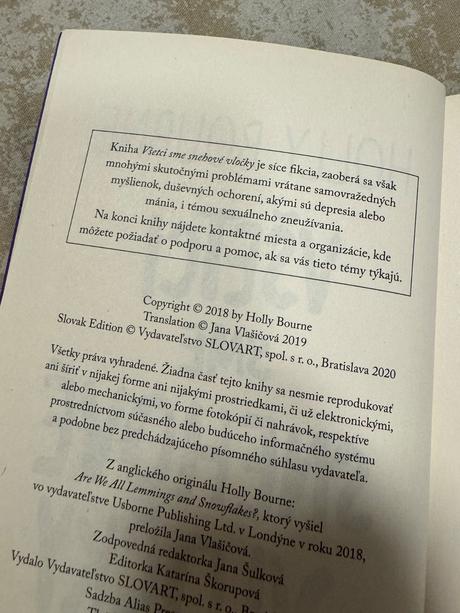 Kniha Všetci sme snehové vločky je síce fikcia, zaoberá sa však
mnohými skutočnými problémami vrátane samovražedných
myšlienok, duševných ochorení, akými sú depresia alebo
mánia, i témou sexuálneho zneužívania.
Na konci knihy nájdete kontaktné miesta a organizácie, kde
môžete požiadať o podporu a pomoc, ak sa vás tieto témy týkajú.
Copyright © 2018 by Holly Bourne
Translation © Jana Vlašičová 2019
Slovak Edition © Vydavateľstvo SLOVART, spol. s r. o., Bratislava 2020
Všetky práva vyhradené. Žiadna časť tejto knihy sa nesmie reprodukovať
ani šíriť v nijakej forme ani nijakými prostriedkami, či už elektronickými,
alebo mechanickými, vo forme fotokópií či nahrávok, respektíve
prostredníctvom súčasného alebo budúceho informačného systému
a podobne bez predchádzajúceho písomného súhlasu vydavateľa.
Z anglického originálu Holly Bourne:
Are We All Lemmings and Snowflakes?, ktorý vyšiel
vo vydavateľstve Usborne Publishing Ltd. v Londýne v roku 2018,
preložila Jana Vlašičová.
Zodpovedná redaktorka Jana Šulková
Editorka Katarína Škorupová
Vydalo Vydavateľstvo SLOVART, spol. s r. o., Bratislava
Sadzba Alias